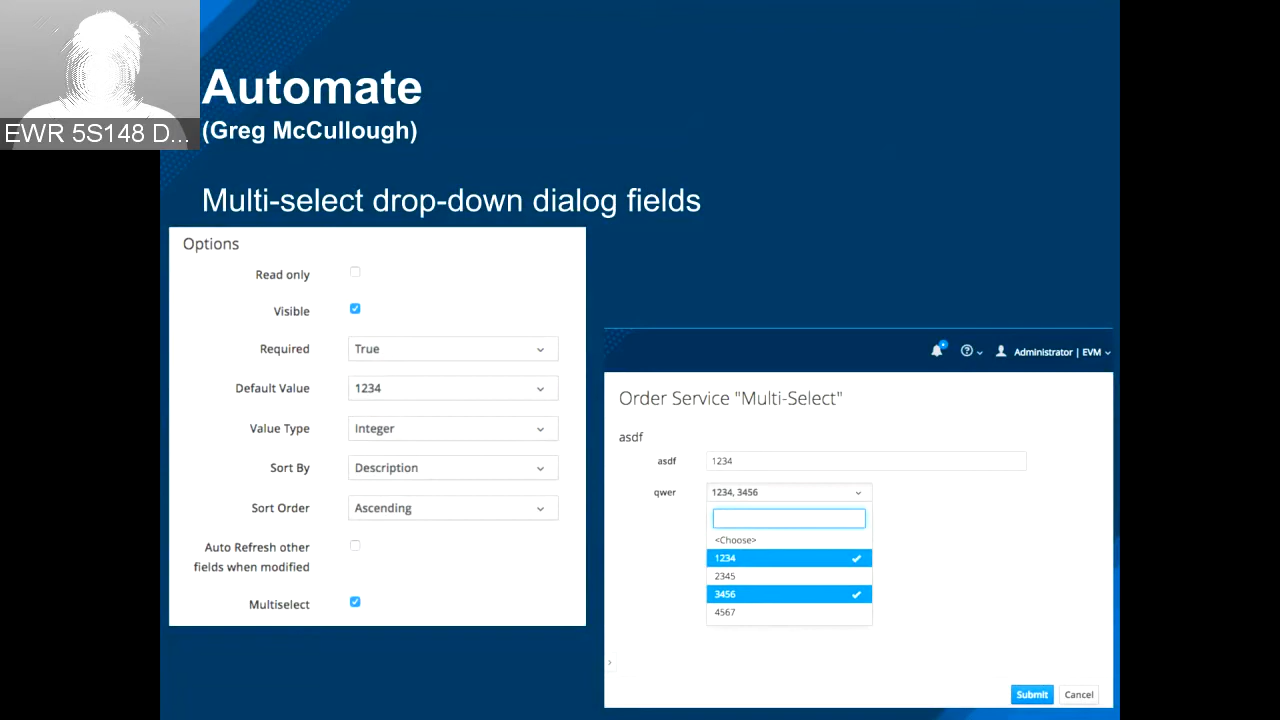 EWR 5S148 D...
Automate
(Greg McCullough)
Multi-select drop-down dialog fields
Options
Read only
Visible
Required True
Default Value 1234
Value Type Integer
Sort By Description
Sort Order Ascending
Auto Refresh other
fields when modified
Multiselect
Administrator | EVM
Order Service "Multi-Select"
asdf
asdf 1234
qwer 1234, 3456
<Choose>
1234
2345
3456
4567
Submit Cancel